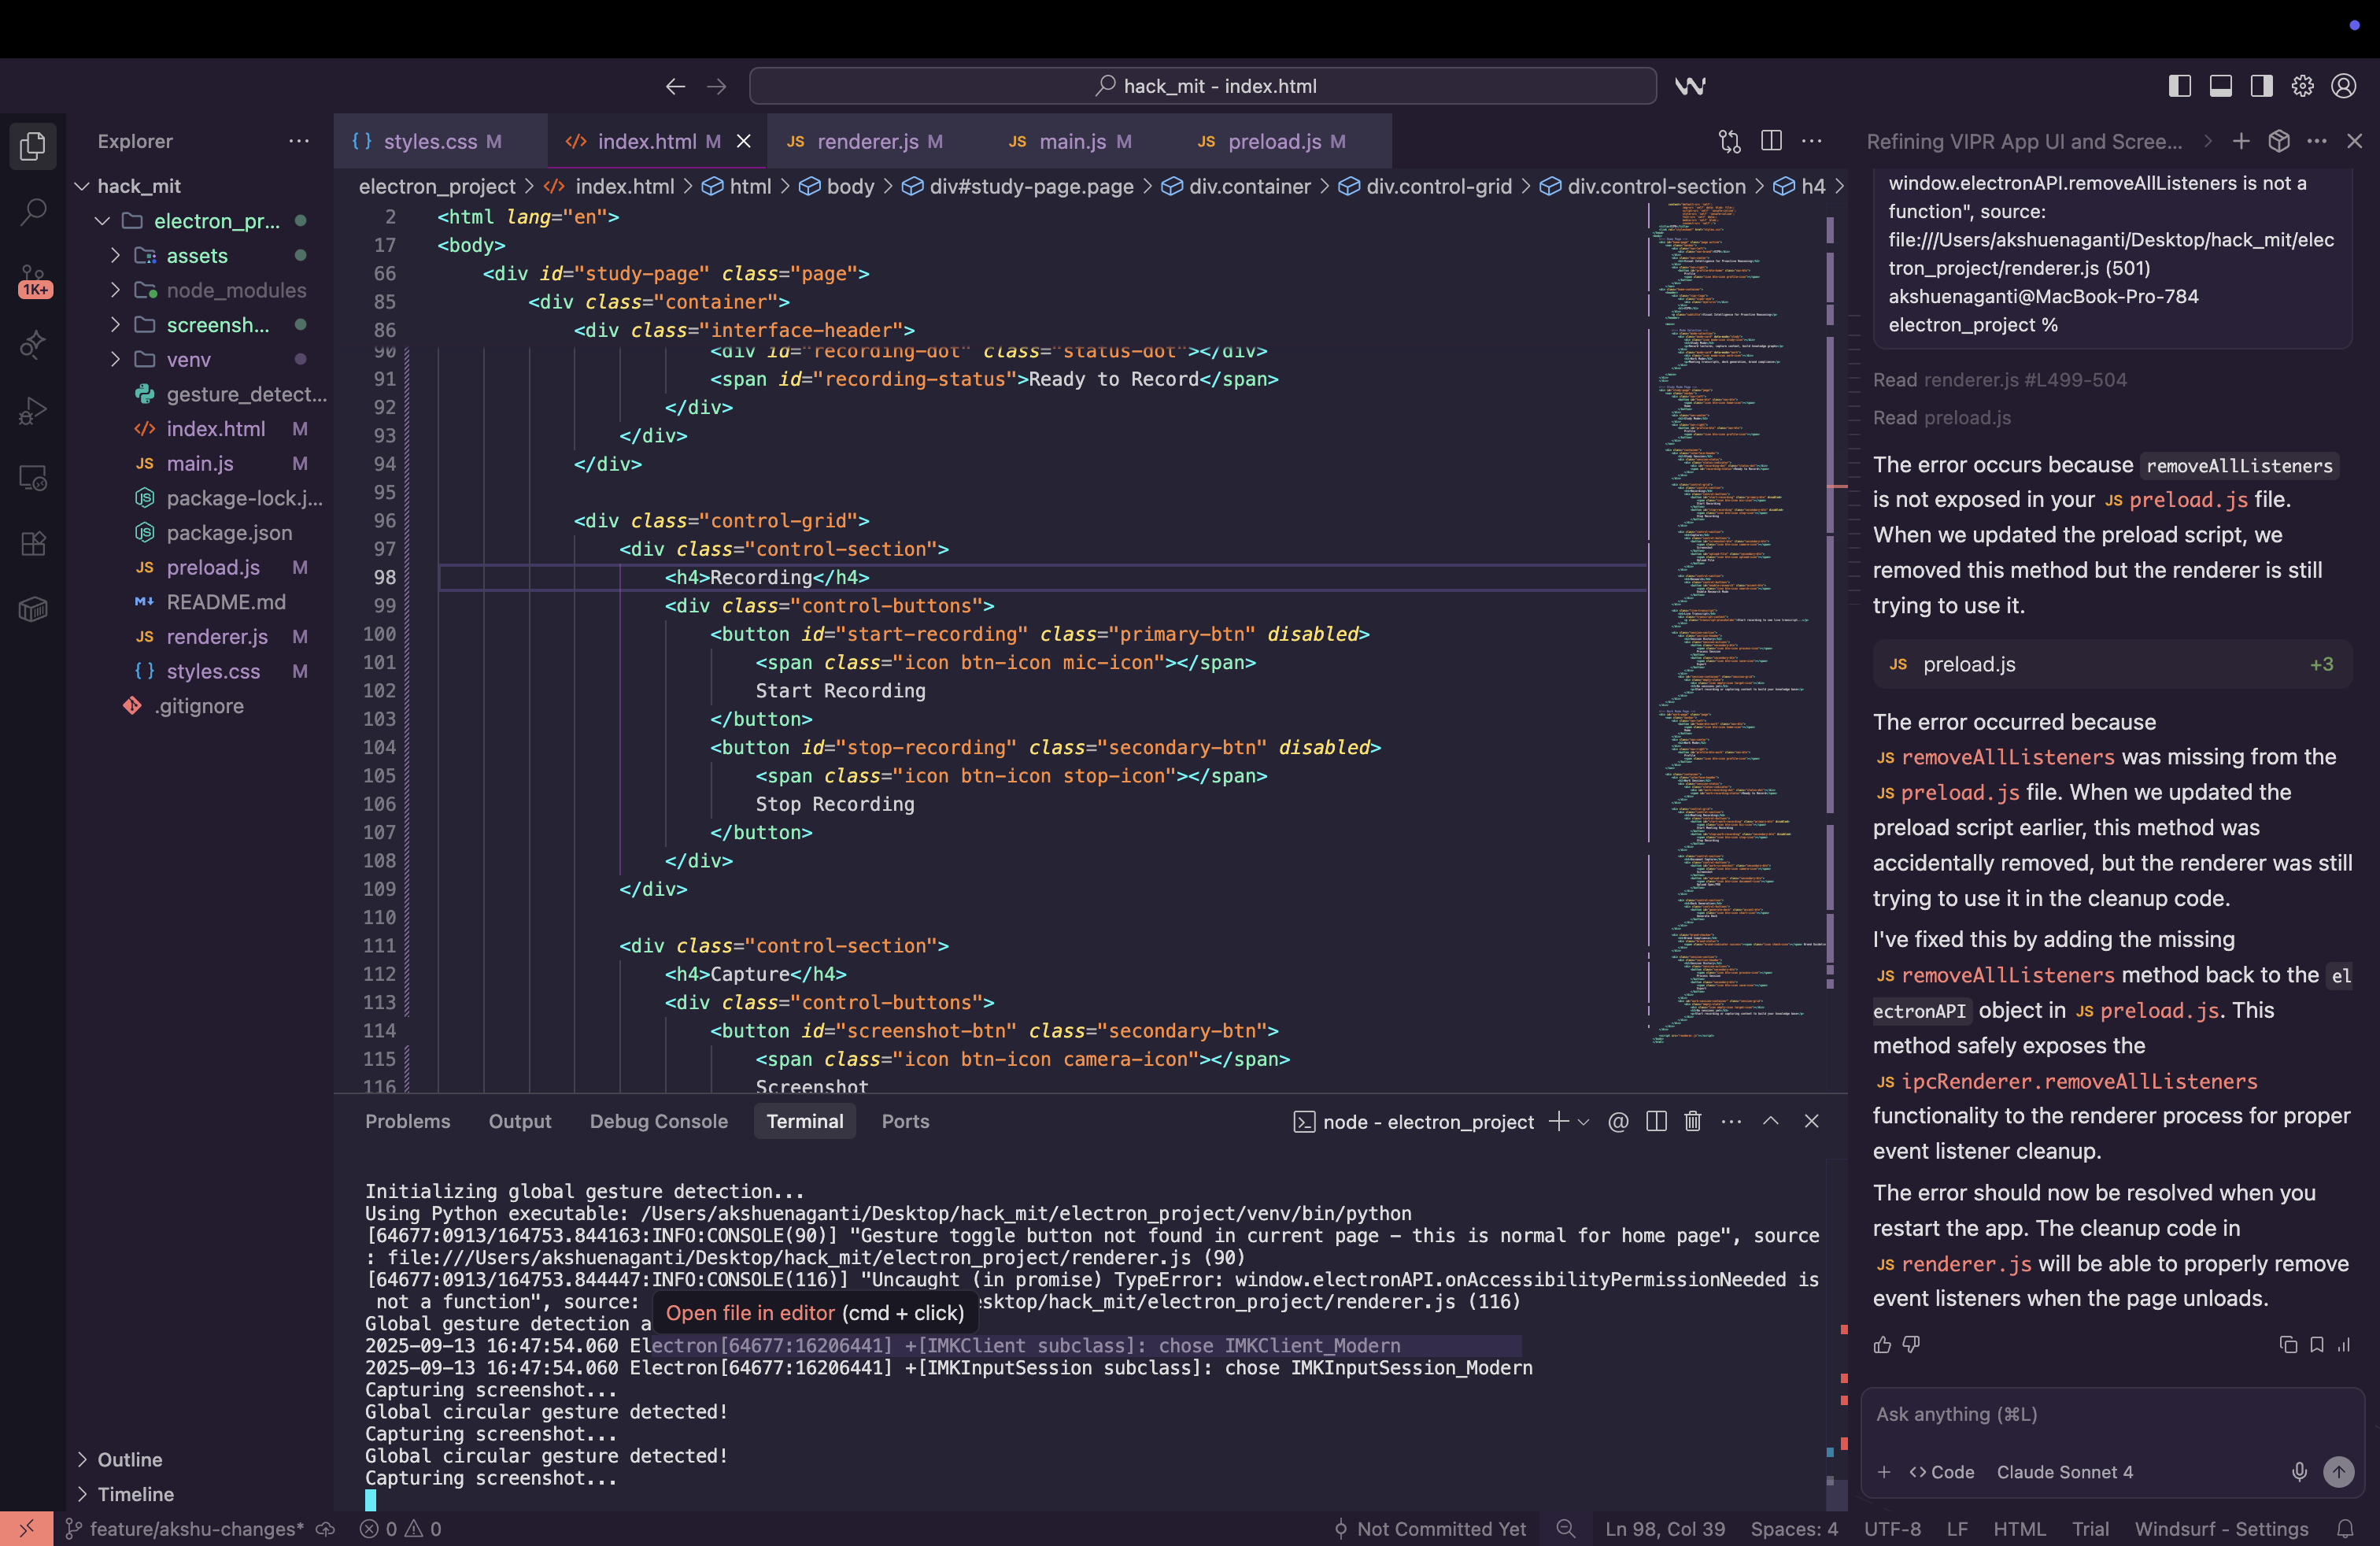 hack_mit - index.html
Explorer
hack_mit
electron_pr...
assets
node_modules
screensh...
venv
gesture_detect...
index.html M
main.js M
package-lock.j...
package.json
preload.js M
README.md
renderer.js M
styles.css M
.gitignore
Outline
Timeline
1K+
styles.css M
index.html M
renderer.js M
main.js M
preload.js M
electron_project > index.html > html > body > div#study-page.page > div.container > div.control-grid > div.control-section > h4 >
2 <html lang="en">
17 <body>
66 <div id="study-page" class="page">
85 <div class="container">
86 <div class="interface-header">
90 <div id="recording-dot" class="status-dot"></div>
91 <span id="recording-status">Ready to Record</span>
92 </div>
93 </div>
94 </div>
95
96 <div class="control-grid">
97 <div class="control-section">
98 <h4>Recording</h4>
99 <div class="control-buttons">
100 <button id="start-recording" class="primary-btn" disabled>
101 <span class="icon btn-icon mic-icon"></span>
102 Start Recording
103 </button>
104 <button id="stop-recording" class="secondary-btn" disabled>
105 <span class="icon btn-icon stop-icon"></span>
106 Stop Recording
107 </button>
108 </div>
109 </div>
110
111 <div class="control-section">
112 <h4>Capture</h4>
113 <div class="control-buttons">
114 <button id="screenshot-btn" class="secondary-btn">
115 <span class="icon btn-icon camera-icon"></span>
116 Screenshot
Problems Output Debug Console Terminal Ports
node - electron_project
Initializing global gesture detection...
Using Python executable: /Users/akshuenaganti/Desktop/hack_mit/electron_project/venv/bin/python
[64677:0913/164753.844163:INFO:CONSOLE(90)] "Gesture toggle button not found in current page – this is normal for home page", source
: file:///Users/akshuenaganti/Desktop/hack_mit/electron_project/renderer.js (90)
[64677:0913/164753.844447:INFO:CONSOLE(116)] "Uncaught (in promise) TypeError: window.electronAPI.onAccessibilityPermissionNeeded is
not a function", source: sktop/hack_mit/electron_project/renderer.js (116)
Open file in editor (cmd + click)
Global gesture detection a
2025-09-13 16:47:54.060 Electron[64677:16206441] +[IMKClient subclass]: chose IMKClient_Modern
2025-09-13 16:47:54.060 Electron[64677:16206441] +[IMKInputSession subclass]: chose IMKInputSession_Modern
Capturing screenshot...
Global circular gesture detected!
Capturing screenshot...
Global circular gesture detected!
Capturing screenshot...
Refining VIPR App UI and Scree...
window.electronAPI.removeAllListeners is not a
function", source:
file:///Users/akshuenaganti/Desktop/hack_mit/elec
tron_project/renderer.js (501)
akshuenaganti@MacBook-Pro-784
electron_project %
Read renderer.js #L499-504
Read preload.js
The error occurs because removeAllListeners
is not exposed in your JS preload.js file.
When we updated the preload script, we
removed this method but the renderer is still
trying to use it.
JS preload.js +3
The error occurred because
JS removeAllListeners was missing from the
JS preload.js file. When we updated the
preload script earlier, this method was
accidentally removed, but the renderer was still
trying to use it in the cleanup code.
I've fixed this by adding the missing
JS removeAllListeners method back to the el
ectronAPI object in JS preload.js. This
method safely exposes the
JS ipcRenderer.removeAllListeners
functionality to the renderer process for proper
event listener cleanup.
The error should now be resolved when you
restart the app. The cleanup code in
JS renderer.js will be able to properly remove
event listeners when the page unloads.
Ask anything (⌘L)
+ <> Code Claude Sonnet 4
feature/akshu-changes* 0 0 Not Committed Yet Ln 98, Col 39 Spaces: 4 UTF-8 LF HTML Trial Windsurf - Settings